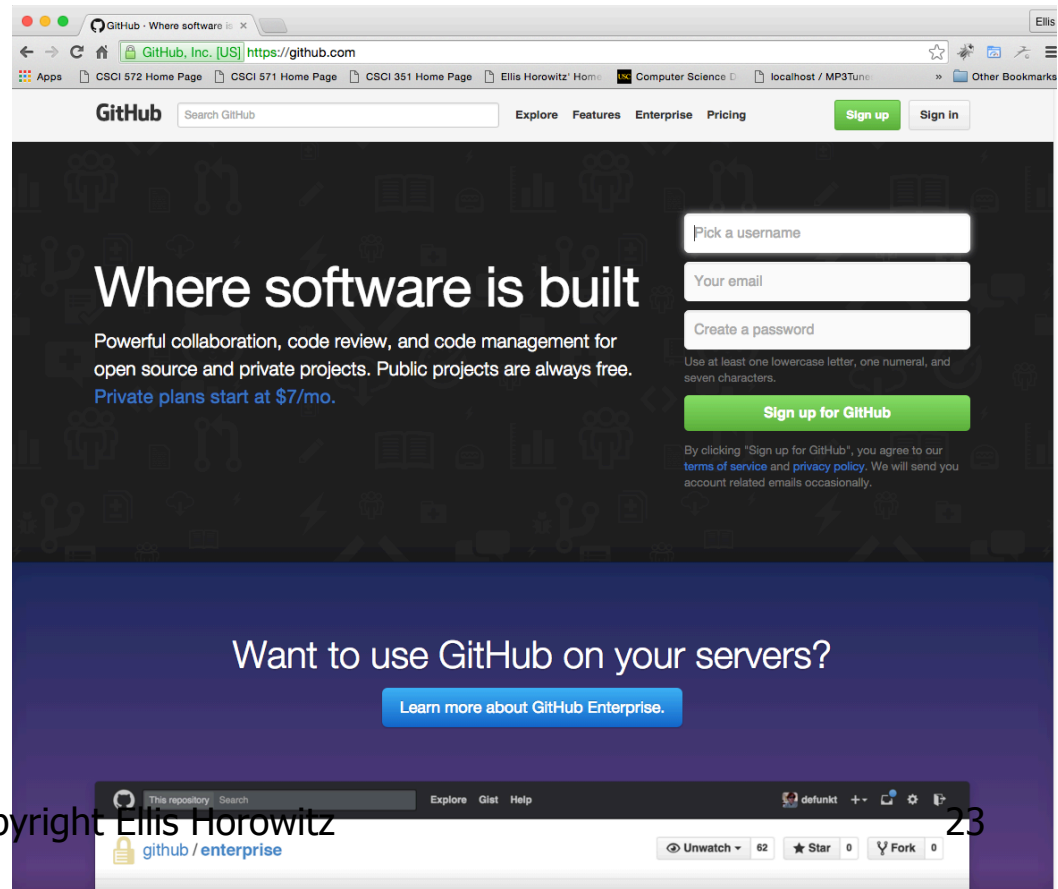 GitHub · Where software is ×
Ellis
GitHub, Inc. [US] https://github.com
Apps CSCI 572 Home Page CSCI 571 Home Page CSCI 351 Home Page Ellis Horowitz' Home USC Computer Science D localhost / MP3Tune » Other Bookmarks
GitHub Search GitHub Explore Features Enterprise Pricing Sign up Sign in
Pick a username
Where software is built
Your email
Create a password
Powerful collaboration, code review, and code management for
open source and private projects. Public projects are always free.
Private plans start at $7/mo.
Use at least one lowercase letter, one numeral, and
seven characters.
Sign up for GitHub
By clicking "Sign up for GitHub", you agree to our
terms of service and privacy policy. We will send you
account related emails occasionally.
Want to use GitHub on your servers?
Learn more about GitHub Enterprise.
This repository Search Explore Gist Help defunkt
pyright Ellis Horowitz 23
github / enterprise Unwatch 62 Star 0 Fork 0